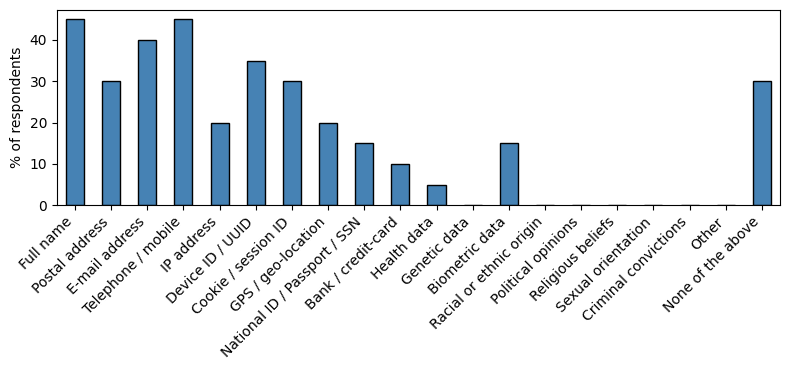 % of respondents
40
30
20
10
0
Full name
Postal address
E-mail address
Telephone / mobile
IP address
Device ID / UUID
Cookie / session ID
GPS / geo-location
National ID / Passport / SSN
Bank / credit-card
Health data
Genetic data
Biometric data
Racial or ethnic origin
Political opinions
Religious beliefs
Sexual orientation
Criminal convictions
Other
None of the above